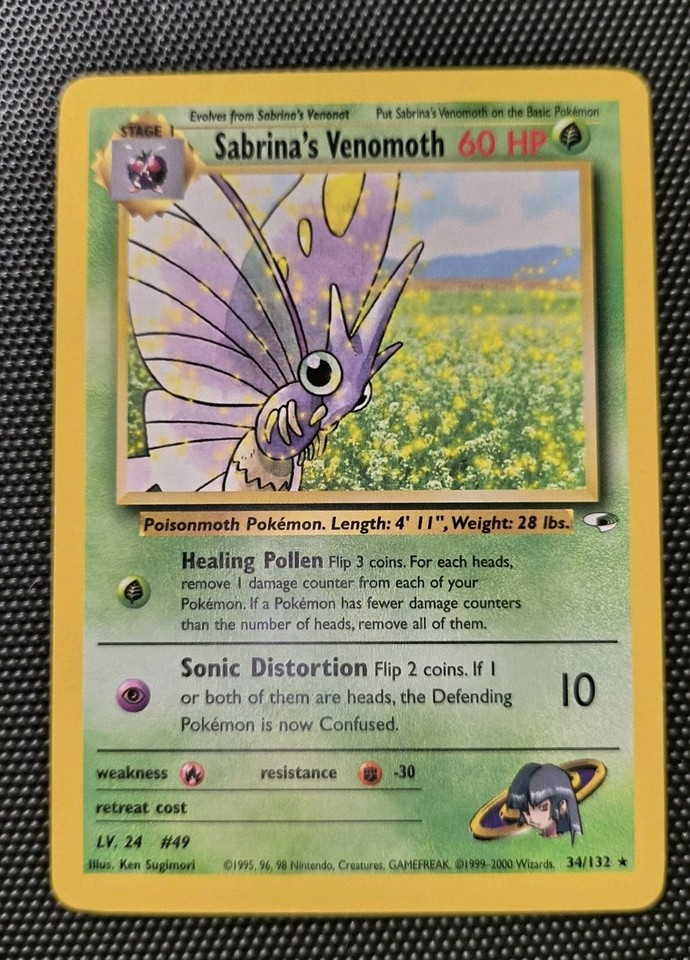 Evolves from Sabrina's Venonat Put Sabrina's Venomoth on the Basic Pokémon
STAGE 1
Sabrina's Venomoth 60 HP
Poisonmoth Pokémon. Length: 4' 11", Weight: 28 lbs.
Healing Pollen Flip 3 coins. For each heads,
remove 1 damage counter from each of your
Pokémon. If a Pokémon has fewer damage counters
than the number of heads, remove all of them.
Sonic Distortion Flip 2 coins. If 1
or both of them are heads, the Defending
Pokémon is now Confused.
10
weakness resistance -30
retreat cost
LV. 24 #49
Illus. Ken Sugimori ©1995, 96, 98 Nintendo, Creatures, GAMEFREAK. ©1999-2000 Wizards. 34/132 ★